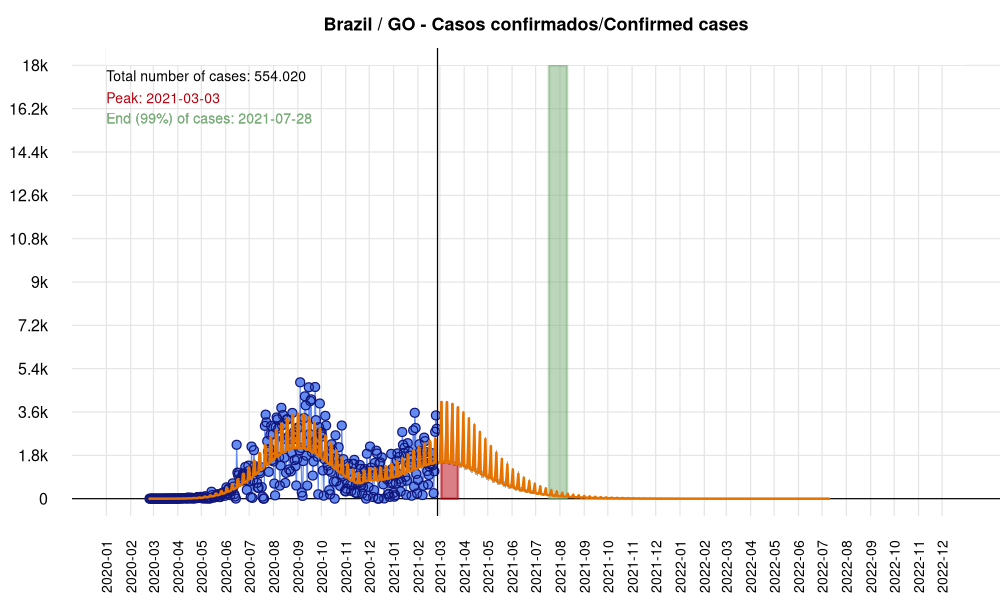 Brazil / GO - Casos confirmados/Confirmed cases
Total number of cases: 554.020
Peak: 2021-03-03
End (99%) of cases: 2021-07-28
18k
16.2k
14.4k
12.6k
10.8k
9k
7.2k
5.4k
3.6k
1.8k
0
2020-01
2020-02
2020-03
2020-04
2020-05
2020-06
2020-07
2020-08
2020-09
2020-10
2020-11
2020-12
2021-01
2021-02
2021-03
2021-04
2021-05
2021-06
2021-07
2021-08
2021-09
2021-10
2021-11
2021-12
2022-01
2022-02
2022-03
2022-04
2022-05
2022-06
2022-07
2022-08
2022-09
2022-10
2022-11
2022-12